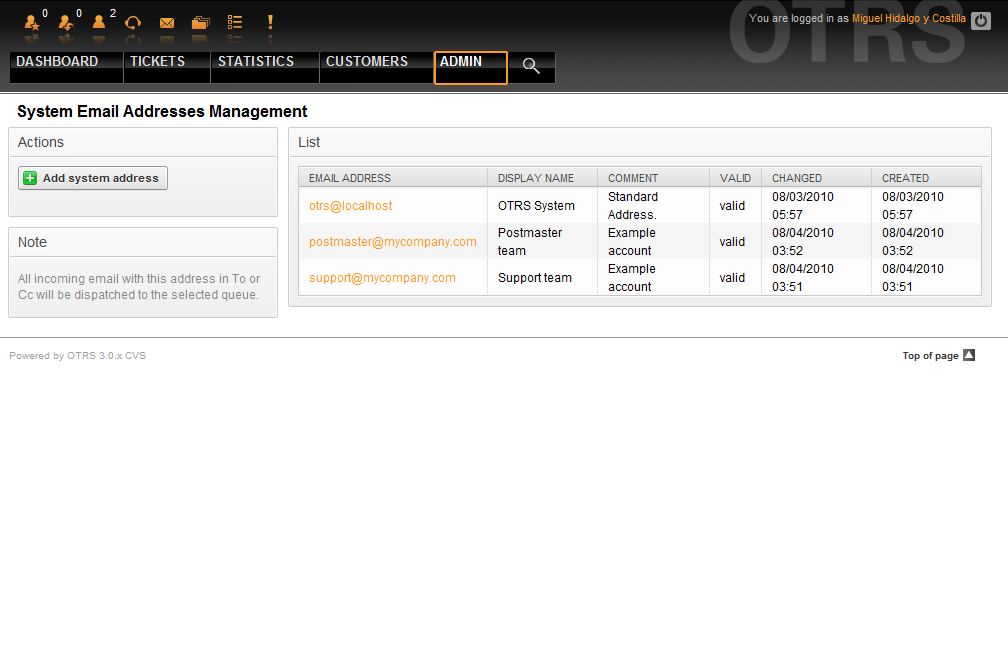 0 0 2
You are logged in as Miguel Hidalgo y Costilla
OTRS
DASHBOARD TICKETS STATISTICS CUSTOMERS ADMIN
System Email Addresses Management
Actions
Add system address
Note
All incoming email with this address in To or
Cc will be dispatched to the selected queue.
List
EMAIL ADDRESS DISPLAY NAME COMMENT VALID CHANGED CREATED
otrs@localhost OTRS System Standard Address. valid 08/03/2010 05:57 08/03/2010 05:57
postmaster@mycompany.com Postmaster team Example account valid 08/04/2010 03:52 08/04/2010 03:52
support@mycompany.com Support team Example account valid 08/04/2010 03:51 08/04/2010 03:51
Powered by OTRS 3.0.x CVS
Top of page